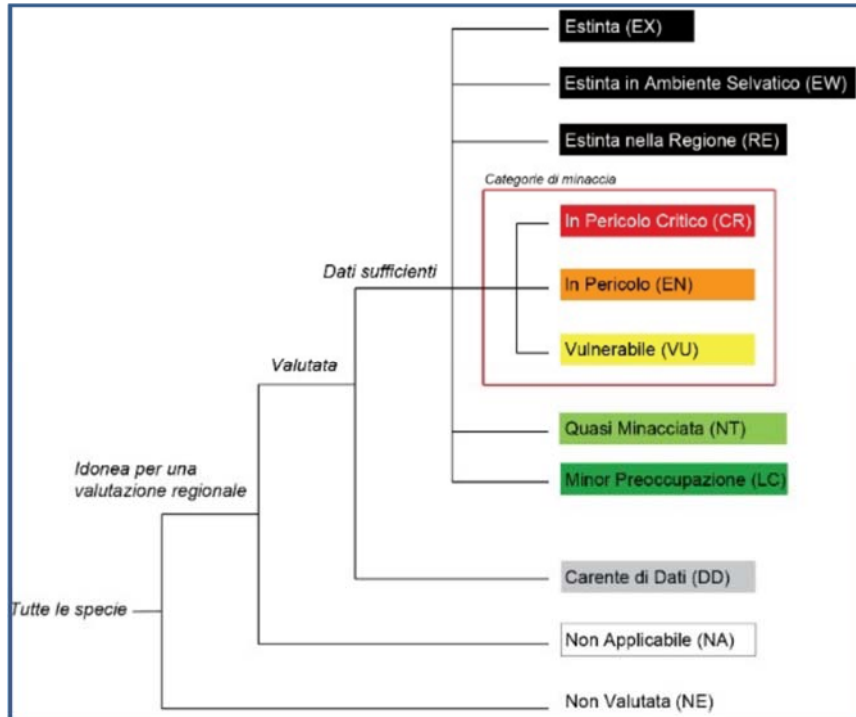 Estinta (EX)
Estinta in Ambiente Selvatico (EW)
Estinta nella Regione (RE)
Categorie di minaccia
In Pericolo Critico (CR)
Dati sufficienti
In Pericolo (EN)
Vulnerabile (VU)
Valutata
Quasi Minacciata (NT)
Idonea per una
valutazione regionale
Minor Preoccupazione (LC)
Carente di Dati (DD)
Tutte le specie
Non Applicabile (NA)
Non Valutata (NE)